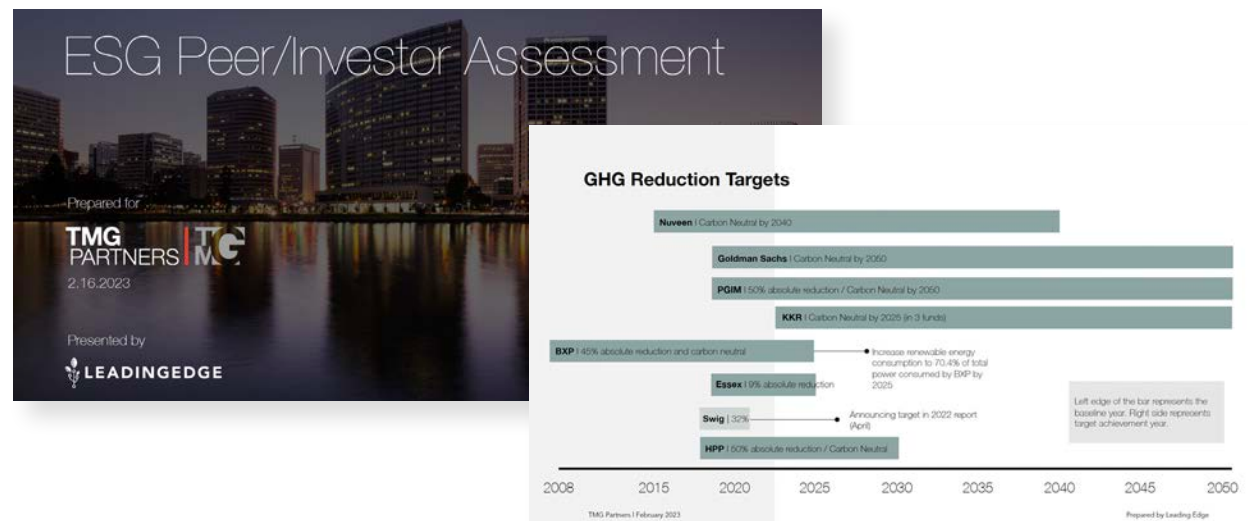 ESG Peer/Investor Assessment
Prepared for
TMG
PARTNERS
TMG
2.16.2023
Presented by
LEADINGEDGE
GHG Reduction Targets
Nuveen | Carbon Neutral by 2040
Goldman Sachs | Carbon Neutral by 2050
PGIM | 50% absolute reduction / Carbon Neutral by 2050
KKR | Carbon Neutral by 2025 (in 3 funds)
BXP | 45% absolute reduction and carbon neutral
Increase renewable energy
consumption to 70.4% of total
power consumed by BXP by
2025
Essex | 9% absolute reduction
Swig | 32%
Announcing target in 2022 report
(April)
HPP | 50% absolute reduction / Carbon Neutral
Left edge of the bar represents the
baseline year. Right side represents
target achievement year.
2008 2015 2020 2025 2030 2035 2040 2045 2050
TMG Partners | February 2023
Prepared by Leading Edge